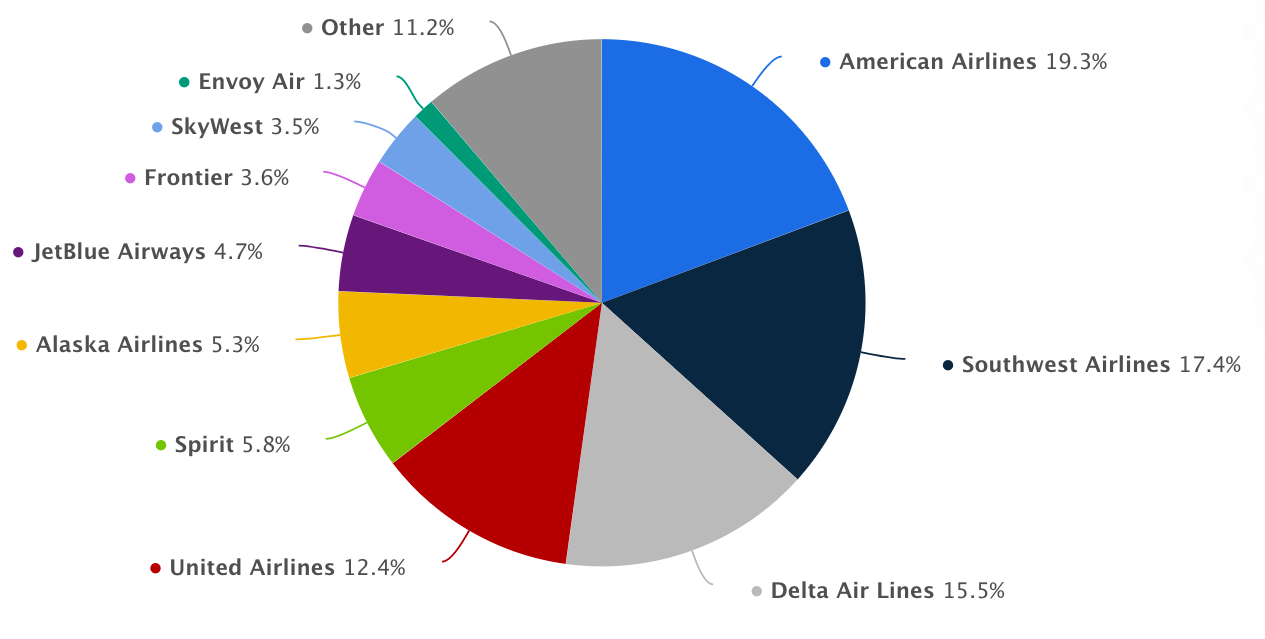 Other 11.2%
American Airlines 19.3%
Envoy Air 1.3%
SkyWest 3.5%
Frontier 3.6%
JetBlue Airways 4.7%
Alaska Airlines 5.3%
Southwest Airlines 17.4%
Spirit 5.8%
United Airlines 12.4%
Delta Air Lines 15.5%